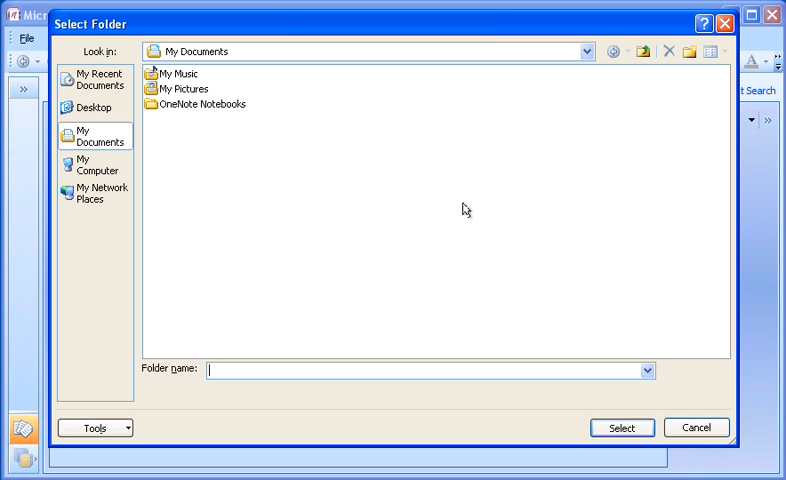 Micr
Select Folder
File
Look in:
My Documents
My Recent
Documents
Desktop
My
Documents
My
Computer
My Network
Places
My Music
My Pictures
OneNote Notebooks
A
t Search
Folder name:
Tools
Select
Cancel